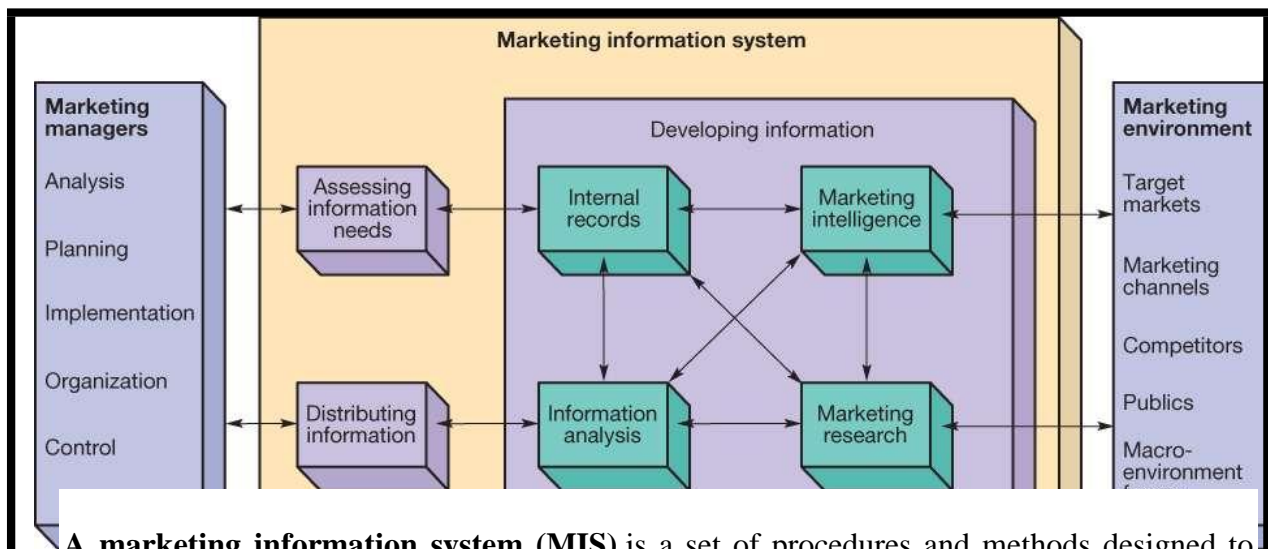 Marketing information system
Marketing
managers
Analysis
Planning
Implementation
Organization
Control
Assessing
information
needs
Distributing
information
Developing information
Internal
records
Marketing
intelligence
Information
analysis
Marketing
research
Marketing
environment
Target
markets
Marketing
channels
Competitors
Publics
Macro-
environment
A marketing information system (MIS) is a set of procedures and methods designed to